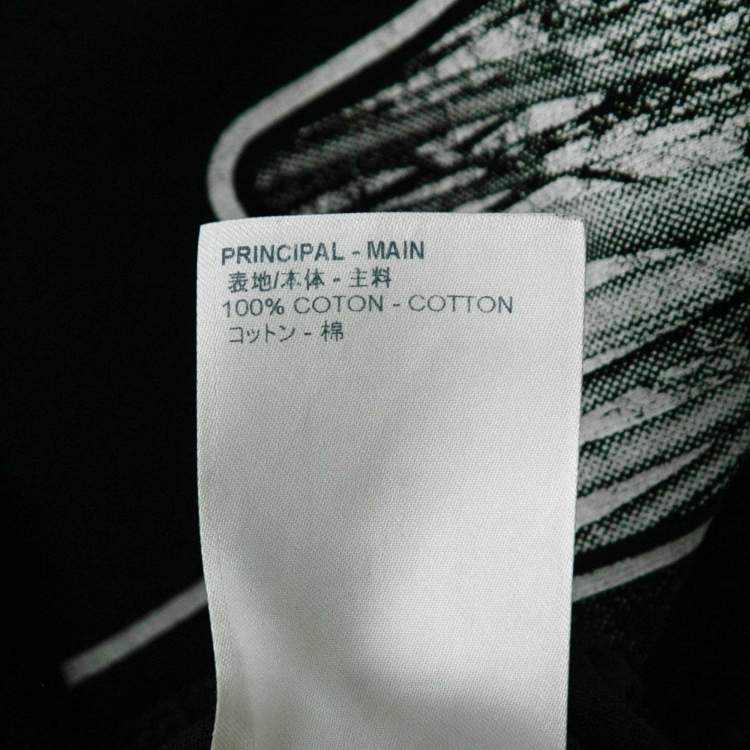 PRINCIPAL - MAIN
表地/本体 - 主料
100% COTON - COTTON
コットン - 棉